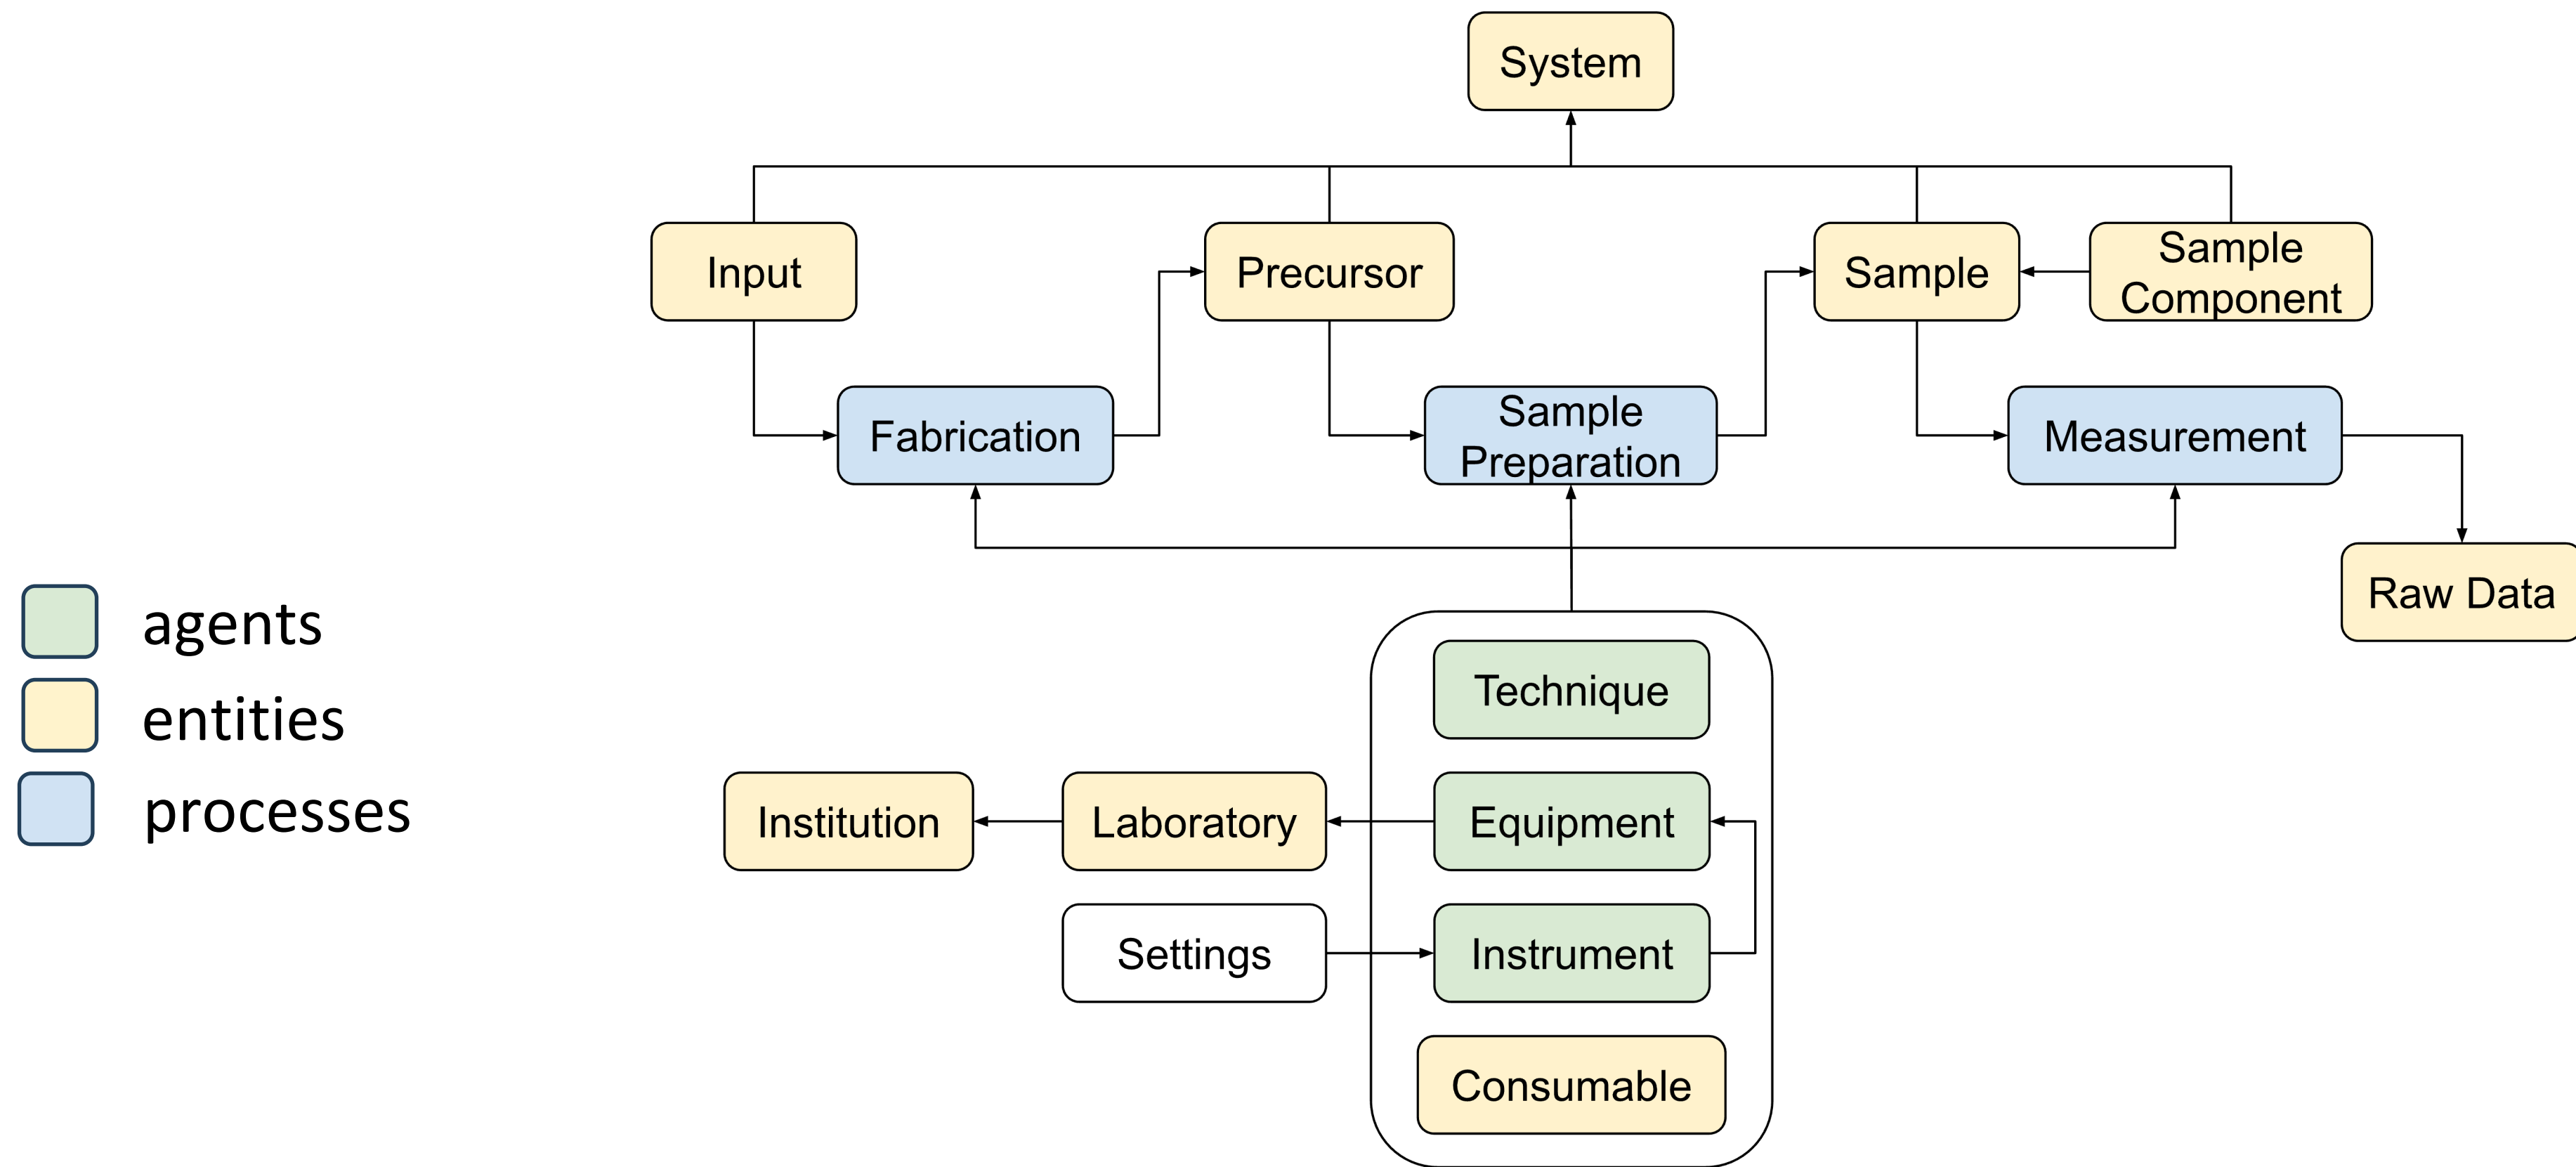 System
Input
Precursor
Sample
Sample
Component
Fabrication
Sample
Preparation
Measurement
Raw Data
agents
entities
processes
Technique
Institution
Laboratory
Equipment
Settings
Instrument
Consumable